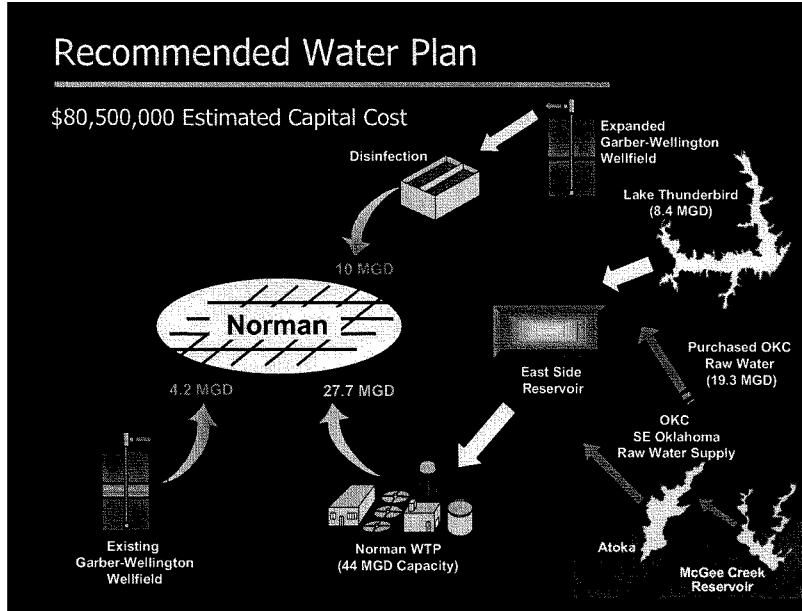 Recommended Water Plan
$80,500,000 Estimated Capital Cost
Disinfection
Expanded
Garber-Wellington
Wellfield
Lake Thunderbird
(8.4 MGD)
10 MGD
Norman
4.2 MGD
27.7 MGD
East Side
Reservoir
Purchased OKC
Raw Water
(19.3 MGD)
OKC
SE Oklahoma
Raw Water Supply
Existing
Garber-Wellington
Wellfield
Norman WTP
(44 MGD Capacity)
Atoka
McGee Creek
Reservoir